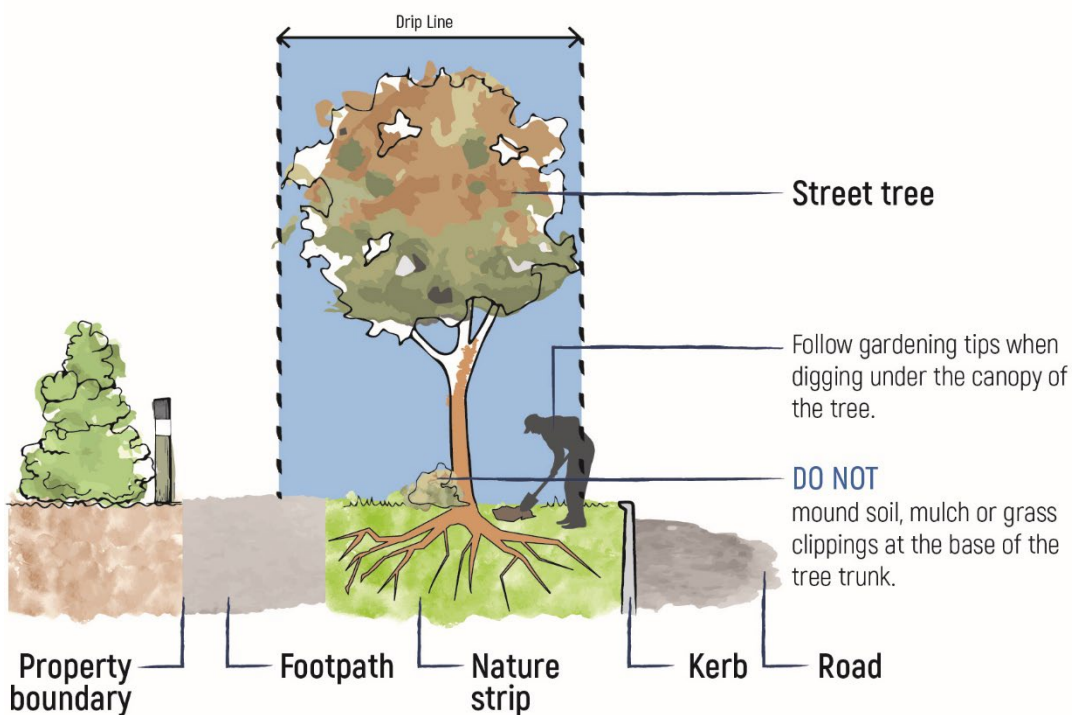 Drip Line
Street tree
Follow gardening tips when
digging under the canopy of
the tree.
DO NOT
mound soil, mulch or grass
clippings at the base of the
tree trunk.
Property
boundary
Footpath
Nature
strip
Kerb
Road